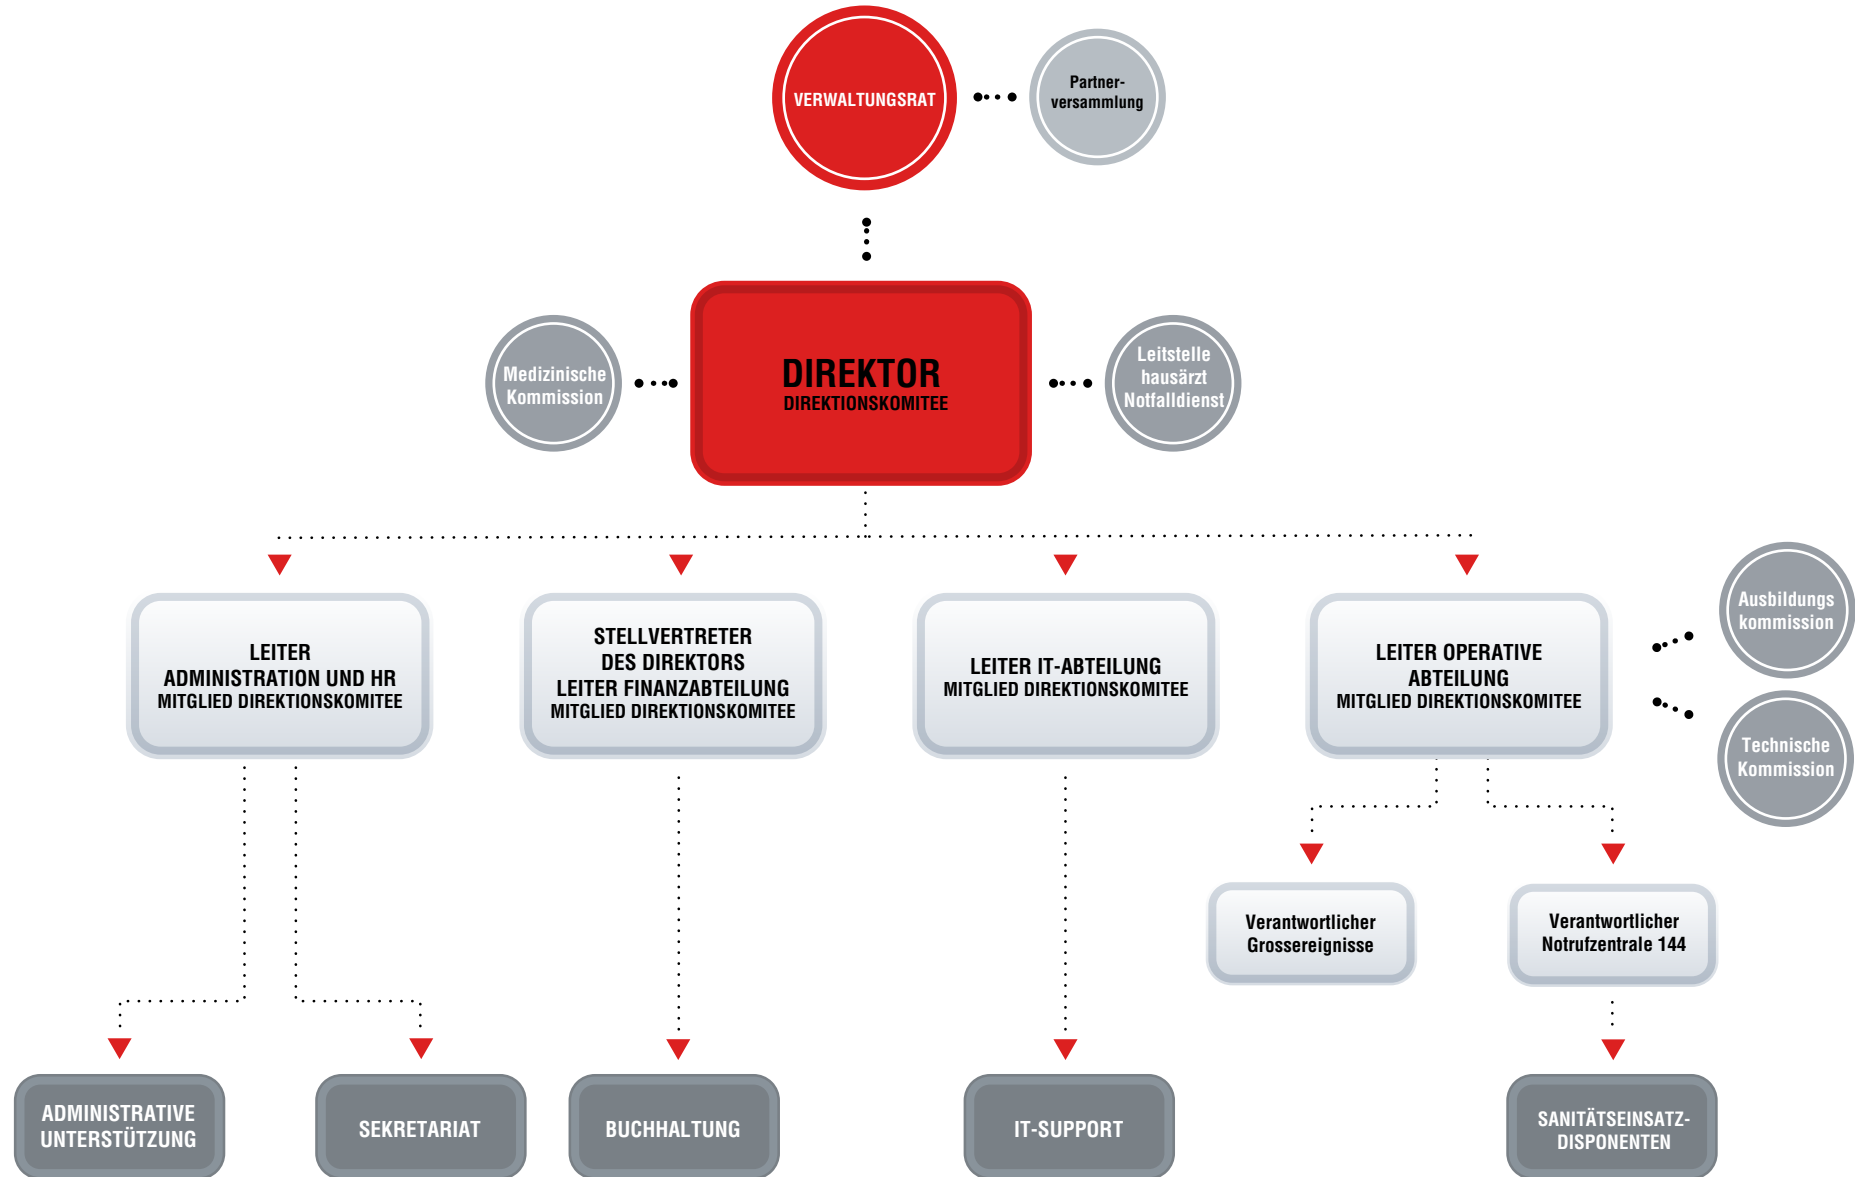 VERWALTUNGSRAT
Partner-
versammlung
Medizinische
Kommission
DIREKTOR
DIREKTIONSKOMITEE
Leitstelle
hausärzt
Notfalldienst
LEITER
ADMINISTRATION UND HR
MITGLIED DIREKTIONSKOMITEE
STELLVERTRETER
DES DIREKTORS
LEITER FINANZABTEILUNG
MITGLIED DIREKTIONSKOMITEE
LEITER IT-ABTEILUNG
MITGLIED DIREKTIONSKOMITEE
LEITER OPERATIVE
ABTEILUNG
MITGLIED DIREKTIONSKOMITEE
Ausbildungs
kommission
Technische
Kommission
Verantwortlicher
Grossereignisse
Verantwortlicher
Notrufzentrale 144
ADMINISTRATIVE
UNTERSTÜTZUNG
SEKRETARIAT
BUCHHALTUNG
IT-SUPPORT
SANITÄTSEINSATZ-
DISPONENTEN